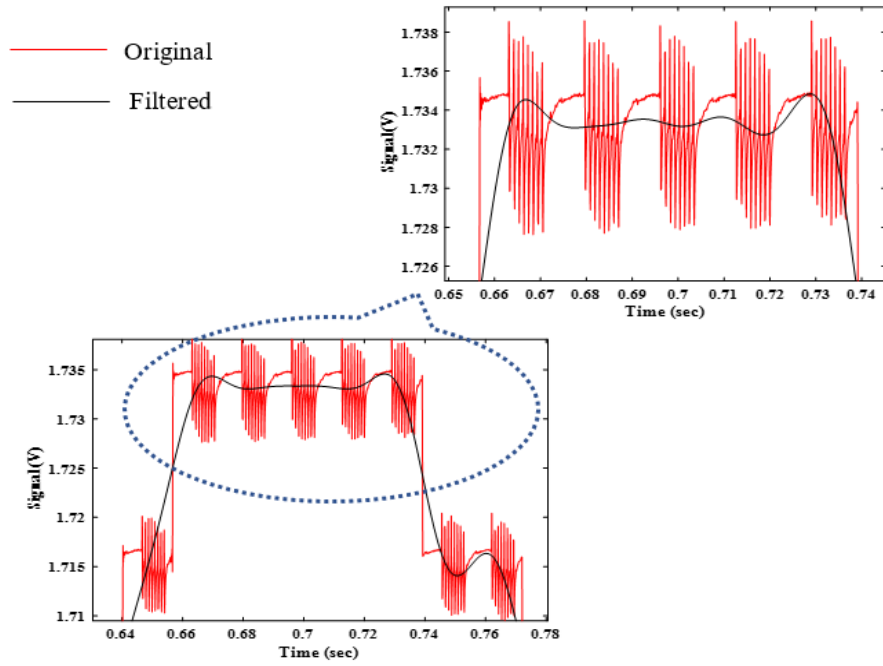 Original
Filtered
1.738
1.736
1.734
1.732
1.73
1.728
1.726
Signal(V)
0.65 0.66 0.67 0.68 0.69 0.7 0.71 0.72 0.73 0.74
Time (sec)
1.735
1.73
1.725
1.72
1.715
1.71
Signal(V)
0.64 0.66 0.68 0.7 0.72 0.74 0.76 0.78
Time (sec)